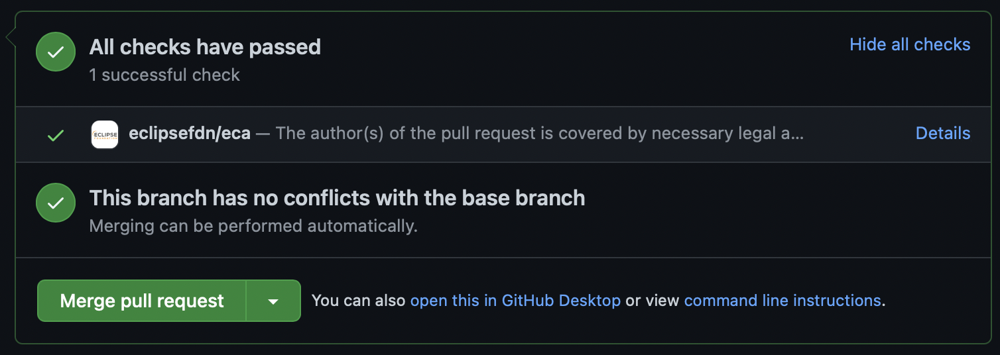 All checks have passed
Hide all checks
1 successful check
ECLIPSE
FOUNDATION
eclipsefdn/eca — The author(s) of the pull request is covered by necessary legal a...
Details
This branch has no conflicts with the base branch
Merging can be performed automatically.
Merge pull request
You can also open this in GitHub Desktop or view command line instructions.